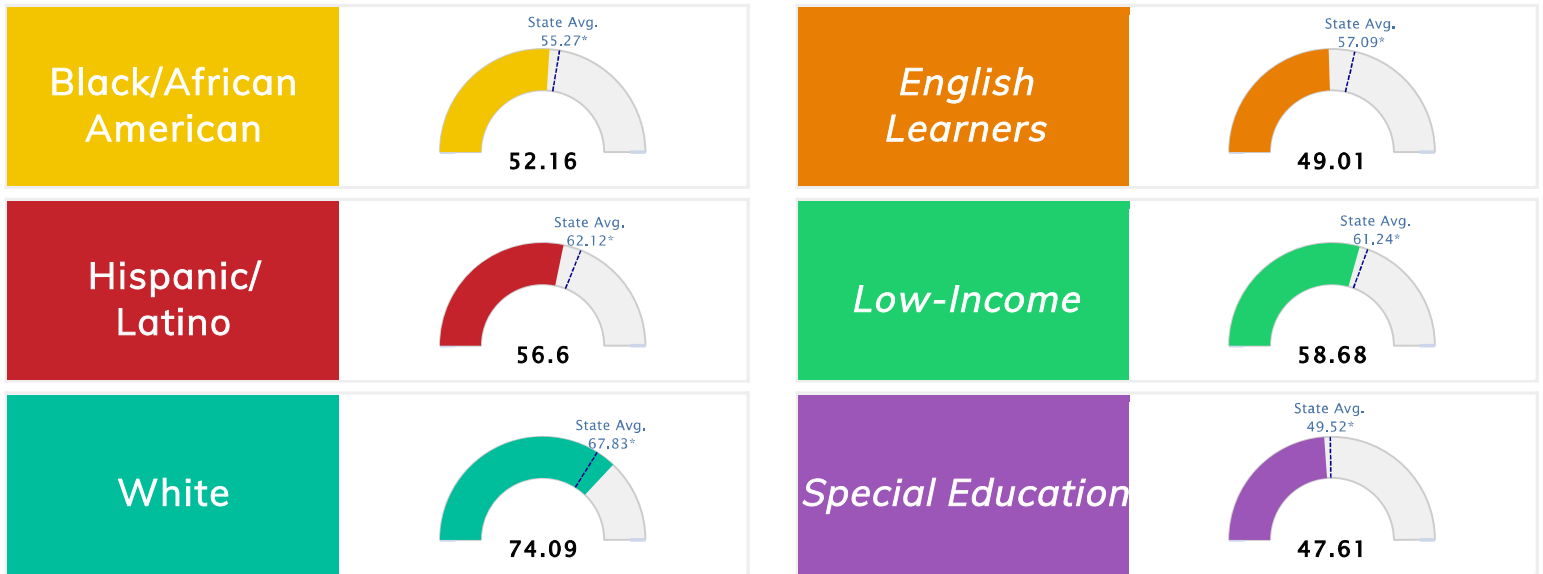 Black/African
American
State Avg.
55.27*
52.16
English
Learners
State Avg.
57.09*
49.01
Hispanic/
Latino
State Avg.
62.12*
56.6
Low-Income
State Avg.
61.24*
58.68
White
State Avg.
67.83*
74.09
Special Education
State Avg.
49.52*
47.61